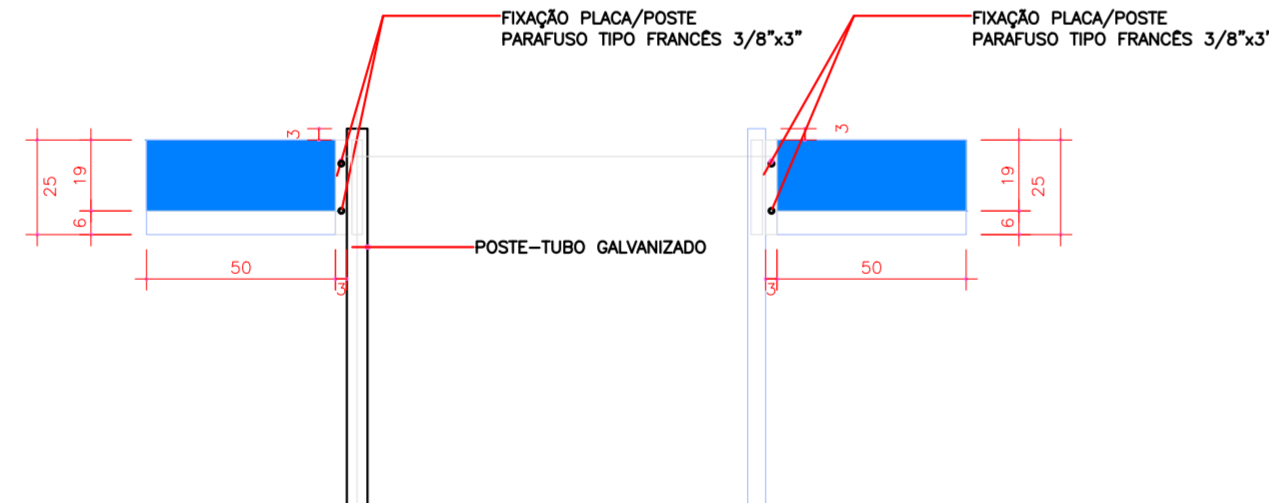 FIXAÇÃO PLACA/POSTE
PARAFUSO TIPO FRANCÊS 3/8"x3"
FIXAÇÃO PLACA/POSTE
PARAFUSO TIPO FRANCÊS 3/8"x3"
3
3
25
19
6
19
25
6
POSTE-TUBO GALVANIZADO
50
3
3
50